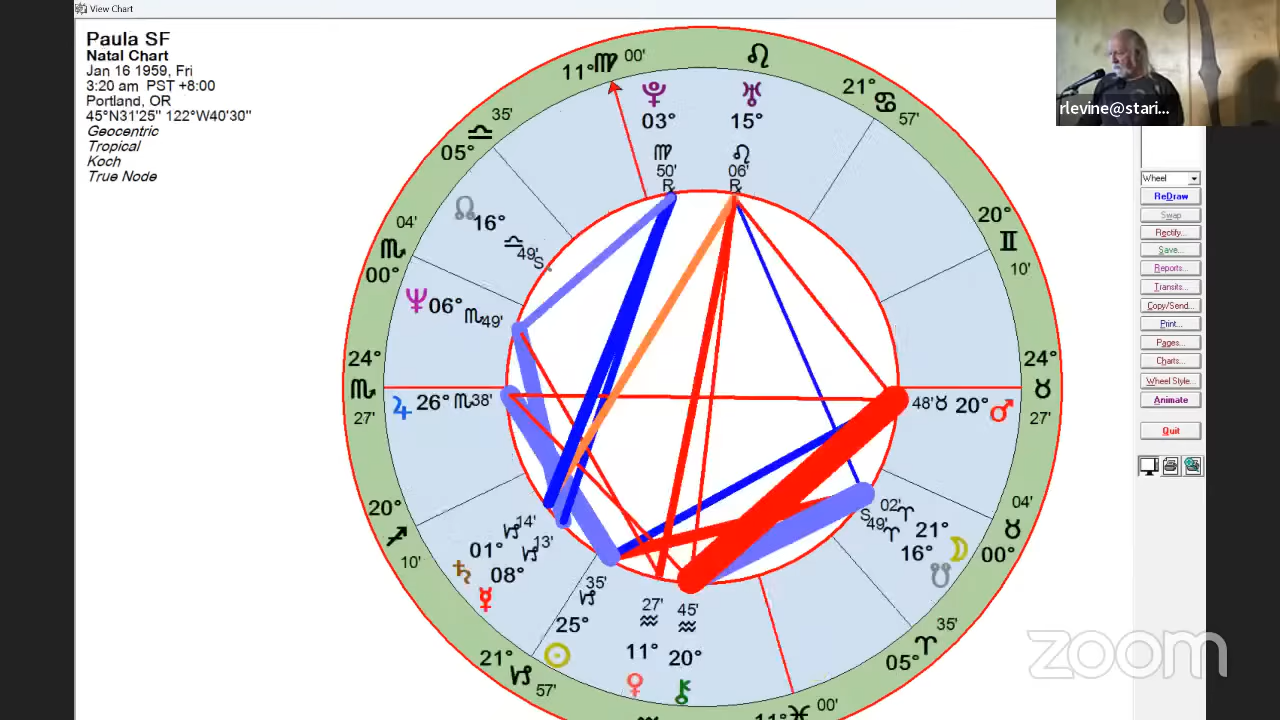 View Chart
Paula SF
Natal Chart
Jan 16 1959, Fri
3:20 am PST +8:00
Portland, OR
45°N31'25" 122°W40'30"
Geocentric
Tropical
Koch
True Node
11° ♍ 00'
♌
21° ♋ 57'
20° ♊ 10'
24° ♉ 27'
04' ♉ 00°
35' ♈ 05°
11° ♓ 00'
21° ♑ 57'
20° ♐ 10'
24° ♏ 27'
04' ♏ 00°
35' ♎ 05°
♇ 03° ♍ 50' ℞
♅ 15° ♌ 06' ℞
☊ 16° ♎ 49' S
♆ 06° ♏ 49'
♃ 26° ♏ 38'
48' ♉ 20° ♂
02' ♈ 21° ☽
S 49' ♈ 16° ☋
♄ 01° ♑ 14'
☿ 08° ♑ 13'
☉ 25° ♑ 35'
♀ 11° ♒ 27'
⚷ 20° ♒ 45'
rlevine@stari...
Wheel
ReDraw
Swap
Rectify...
Save...
Reports...
Transits...
Copy/Send...
Print...
Pages...
Charts...
Wheel Style...
Animate
Quit
zoom